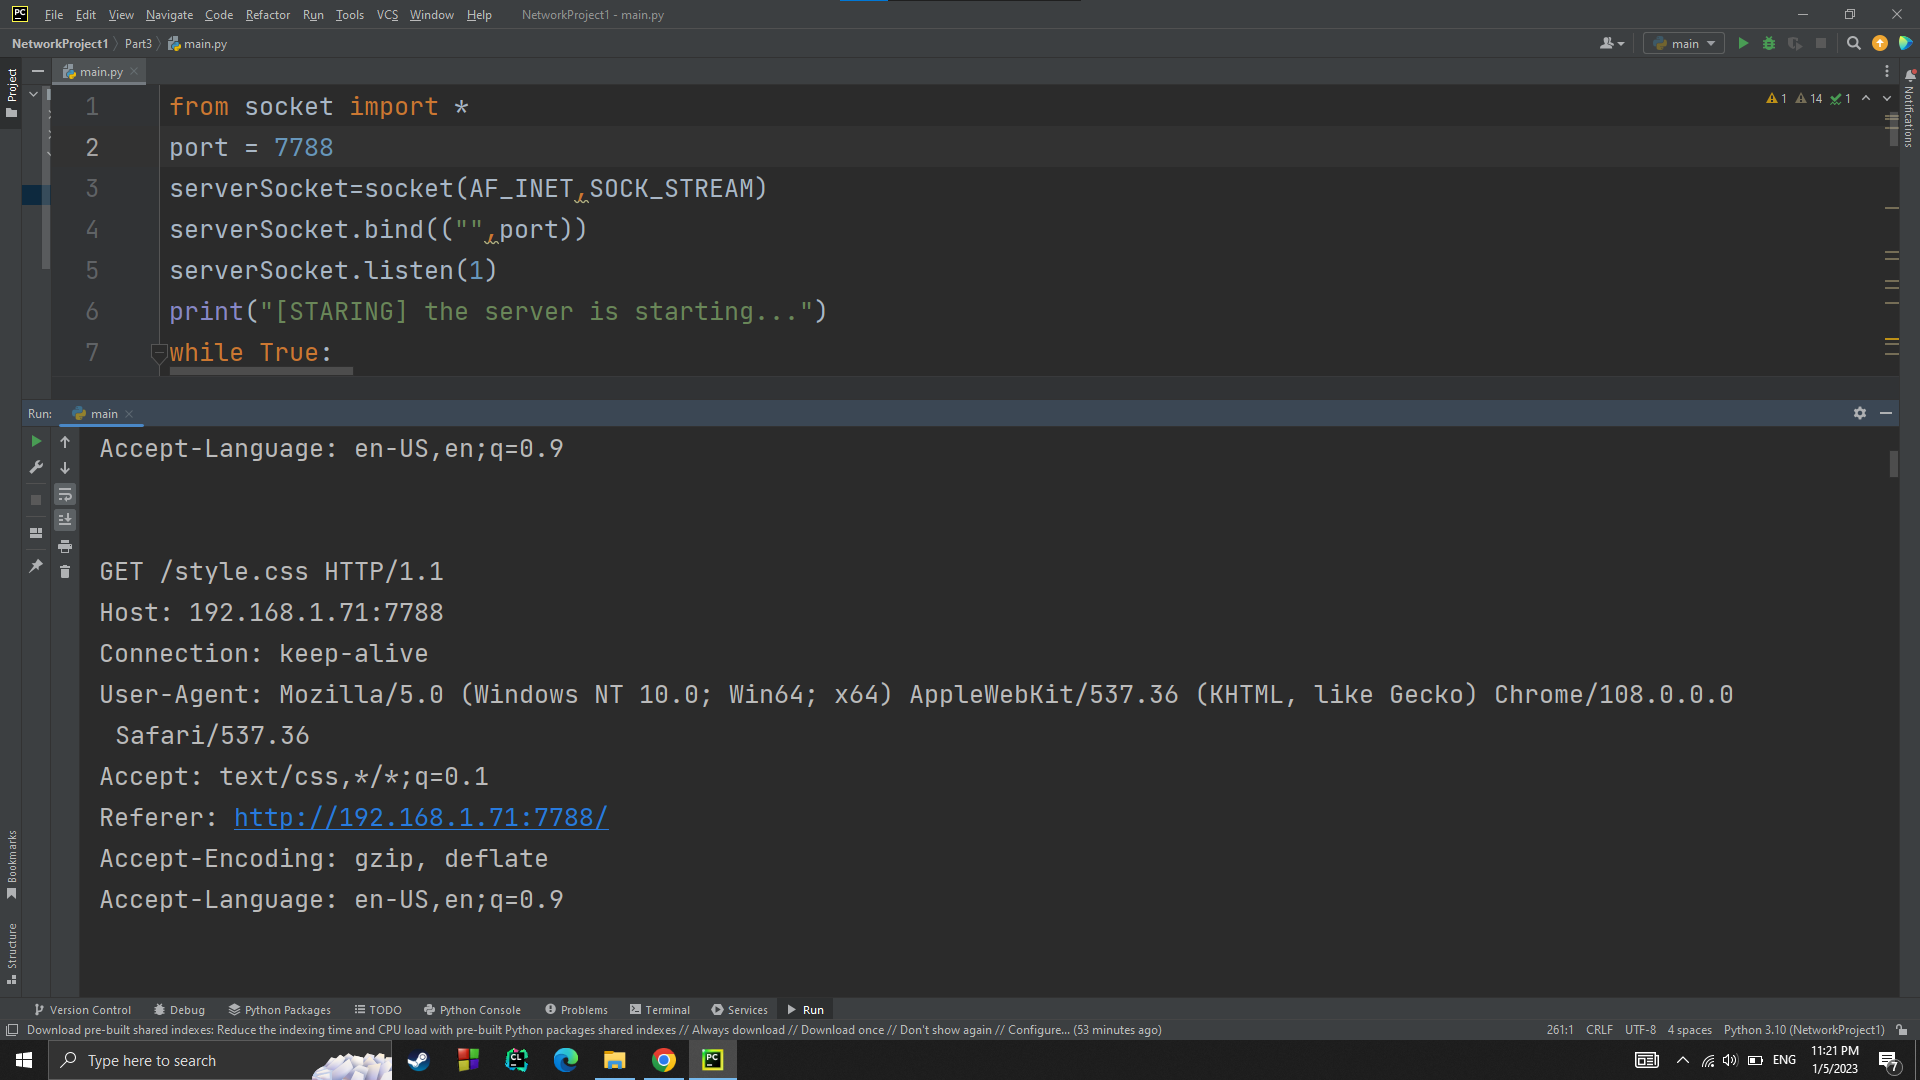 PC File Edit View Navigate Code Refactor Run Tools VCS Window Help NetworkProject1 - main.py
NetworkProject1 Part3 main.py main
Project main.py
1 from socket import *
1 14 1
2 port = 7788
3 serverSocket=socket(AF_INET,SOCK_STREAM)
4 serverSocket.bind(("",port))
5 serverSocket.listen(1)
6 print("[STARING] the server is starting...")
7 while True:
Notifications
Run: main
Accept-Language: en-US,en;q=0.9
GET /style.css HTTP/1.1
Host: 192.168.1.71:7788
Connection: keep-alive
User-Agent: Mozilla/5.0 (Windows NT 10.0; Win64; x64) AppleWebKit/537.36 (KHTML, like Gecko) Chrome/108.0.0.0
Safari/537.36
Accept: text/css,*/*;q=0.1
Referer: http://192.168.1.71:7788/
Accept-Encoding: gzip, deflate
Accept-Language: en-US,en;q=0.9
Bookmarks
Structure
Version Control Debug Python Packages TODO Python Console Problems Terminal Services Run
Download pre-built shared indexes: Reduce the indexing time and CPU load with pre-built Python packages shared indexes // Always download // Download once // Don't show again // Configure... (53 minutes ago) 261:1 CRLF UTF-8 4 spaces Python 3.10 (NetworkProject1)
Type here to search CL PC ENG 11:21 PM
1/5/2023 7